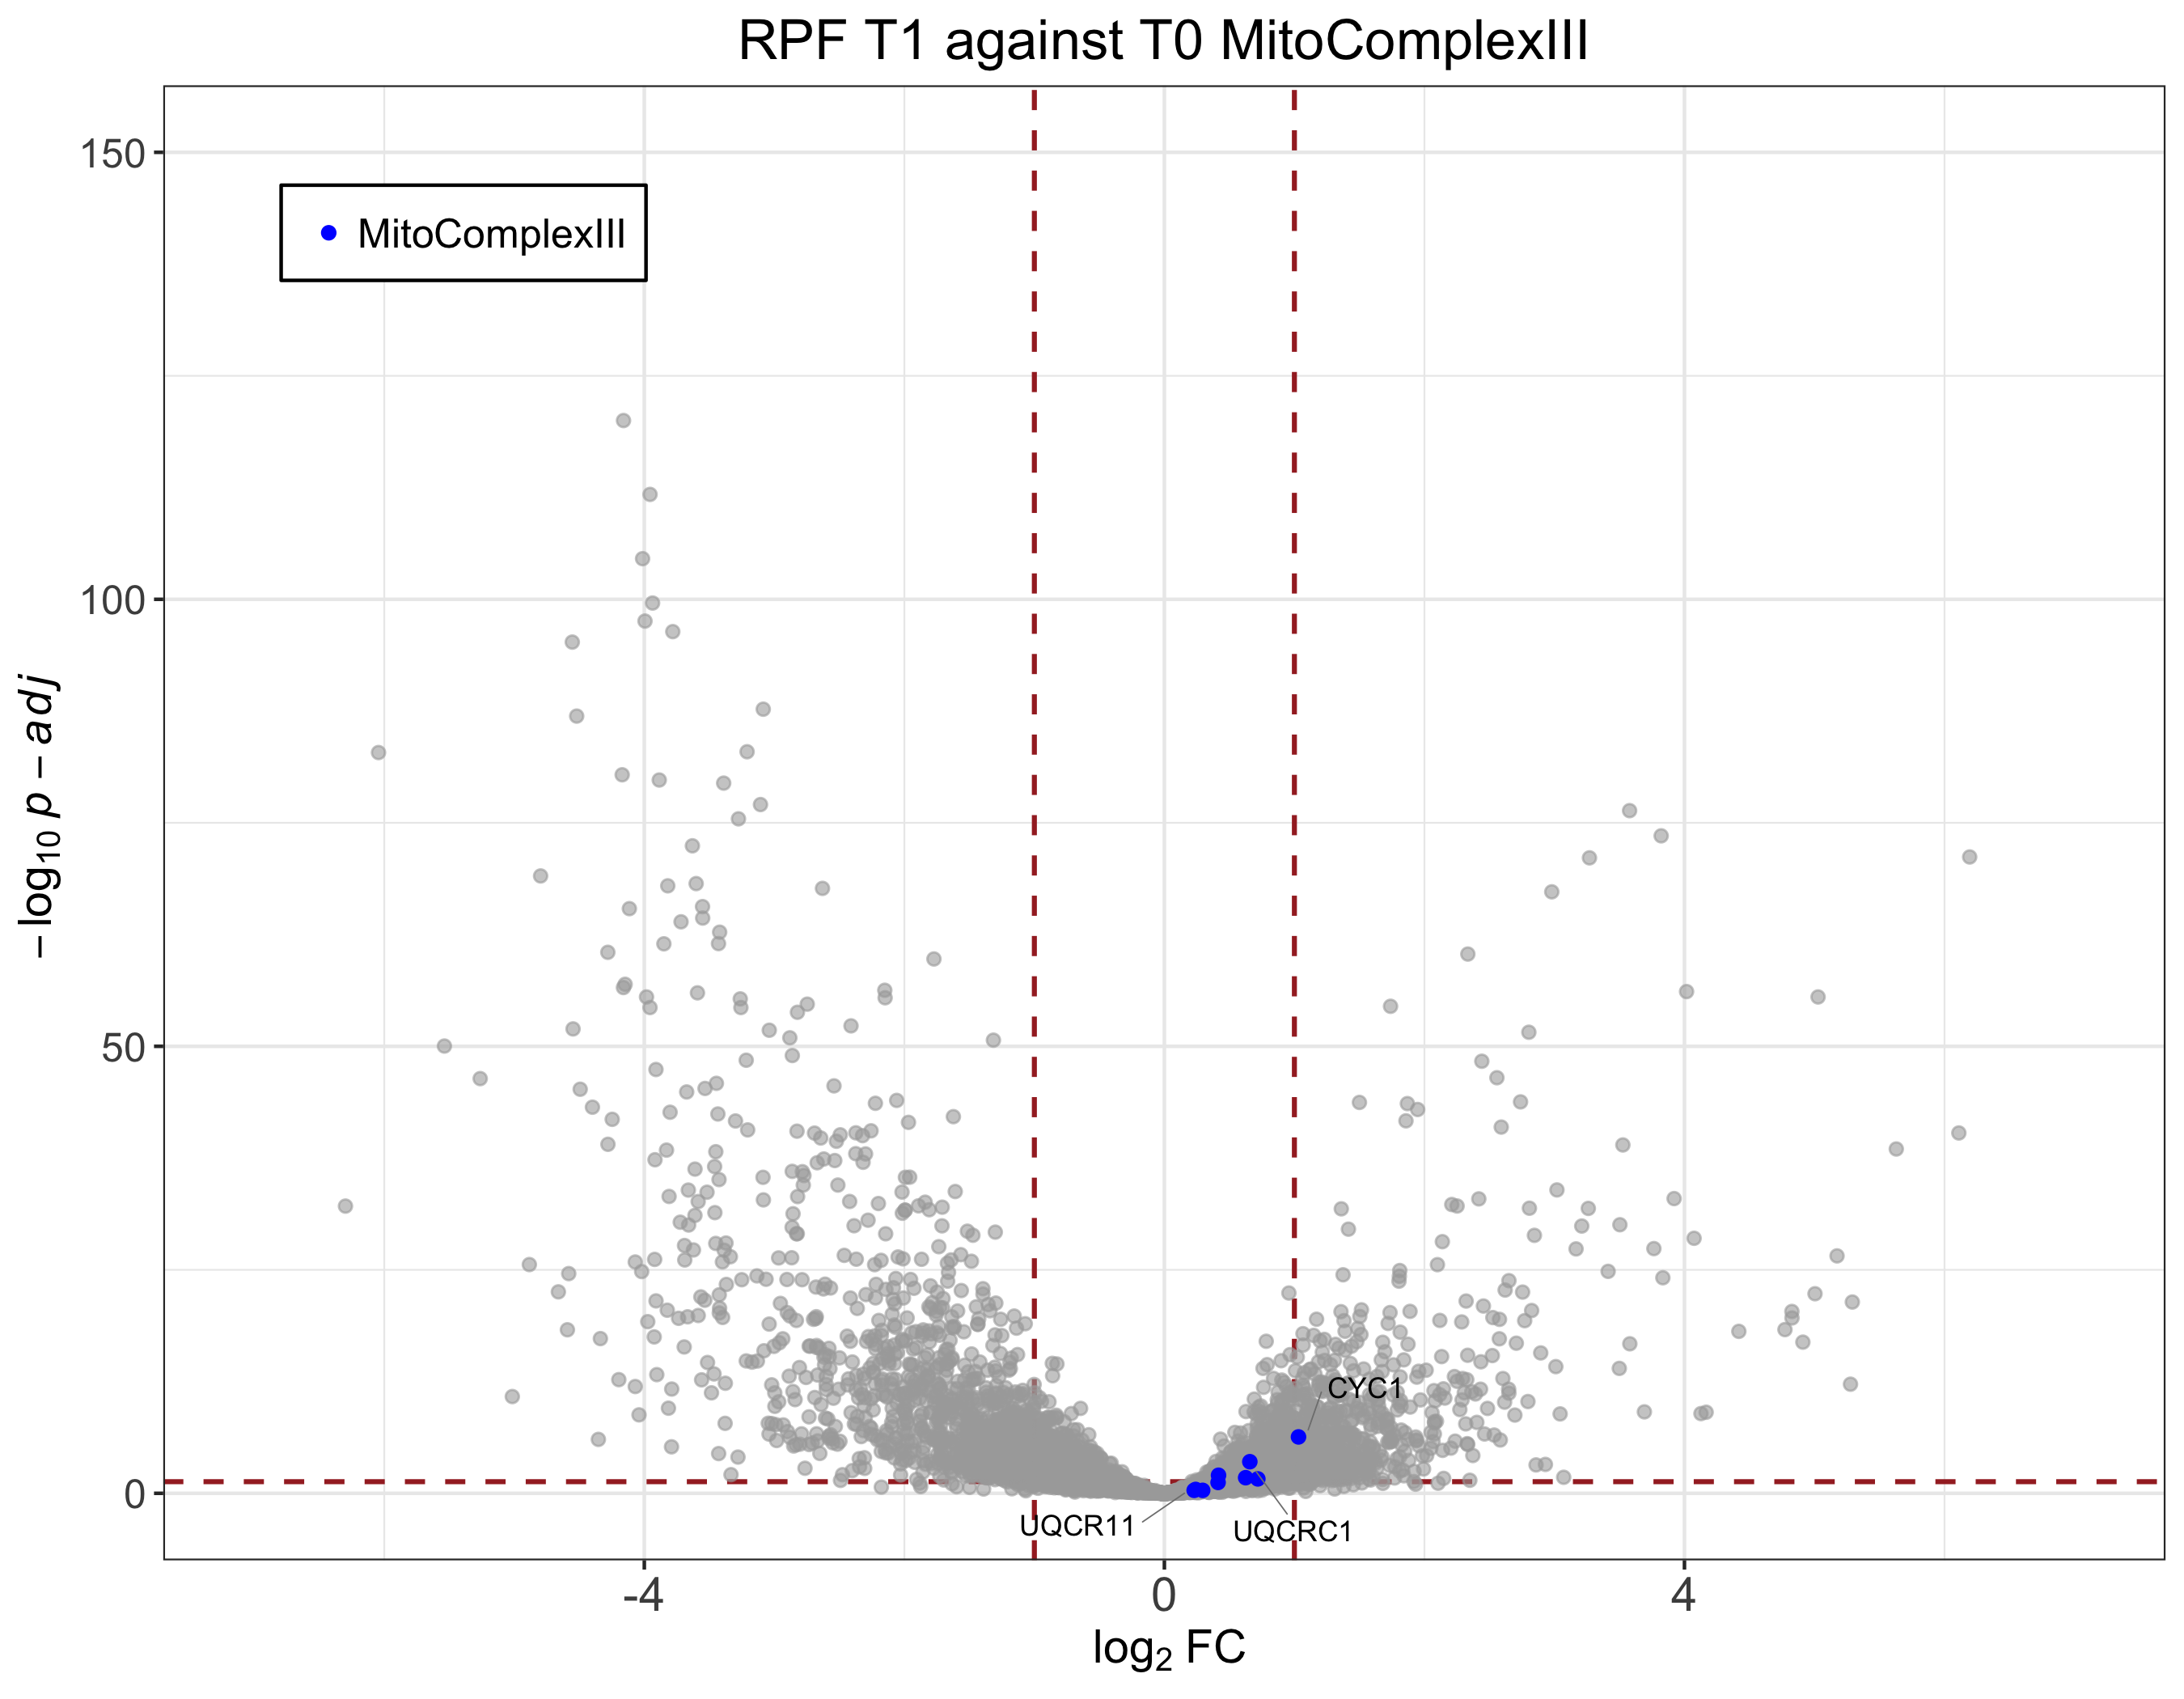 RPF T1 against T0 MitoComplexIII
150
MitoComplexIII
100
−log10 p − adj
50
CYC1
0
UQCR11
UQCRC1
-4
0
4
log2 FC